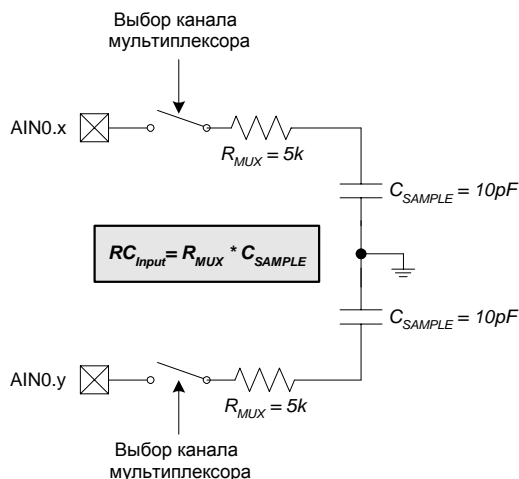 Выбор канала
мультиплексора
AIN0.x
R_MUX = 5k
C_SAMPLE = 10pF
RC_Input= R_MUX * C_SAMPLE
C_SAMPLE = 10pF
AIN0.y
R_MUX = 5k
Выбор канала
мультиплексора